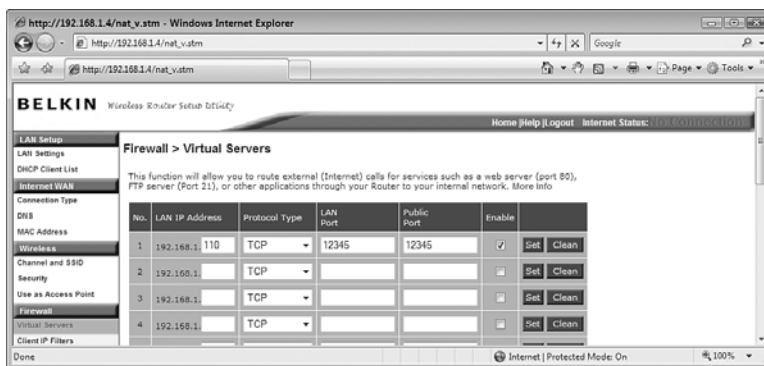 http://192.168.1.4/nat_v.stm - Windows Internet Explorer
http://192.168.1.4/nat_v.stm
Google
http://192.168.1.4/nat_v.stm
Page
Tools
BELKIN Wireless Router Setup Utility
Home |Help |Logout Internet Status: No Connection
LAN Setup
LAN Settings
DHCP Client List
Internet WAN
Connection Type
DNS
MAC Address
Wireless
Channel and SSID
Security
Use as Access Point
Firewall
Virtual Servers
Client IP Filters
Firewall > Virtual Servers
This function will allow you to route external (Internet) calls for services such as a web server (port 80),
FTP server (Port 21), or other applications through your Router to your internal network. More Info
No. LAN IP Address Protocol Type LAN Port Public Port Enable
1 192.168.1. 110 TCP 12345 12345 Set Clean
2 192.168.1. TCP Set Clean
3 192.168.1. TCP Set Clean
4 192.168.1. TCP Set Clean
Done
Internet | Protected Mode: On
100%